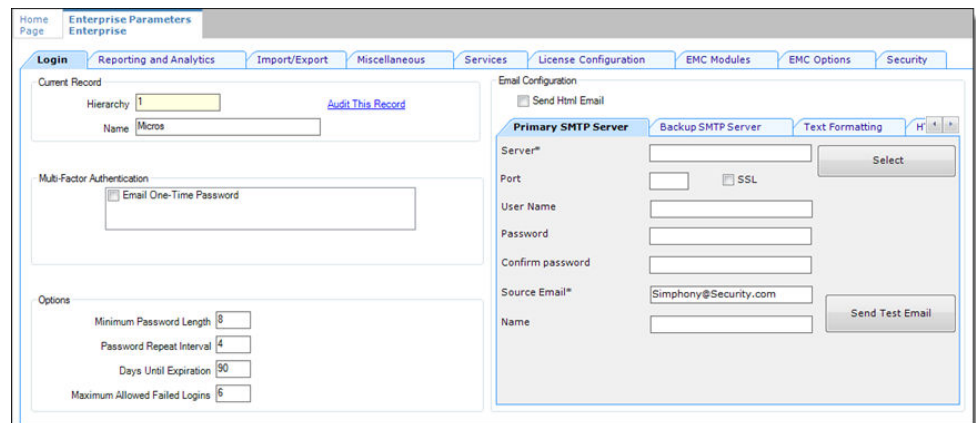 Home Page
Enterprise Parameters
Enterprise
Login
Reporting and Analytics
Import/Export
Miscellaneous
Services
License Configuration
EMC Modules
EMC Options
Security
Current Record
Hierarchy 1
Audit This Record
Name Micros
Multi-Factor Authentication
Email One-Time Password
Options
Minimum Password Length 8
Password Repeat Interval 4
Days Until Expiration 90
Maximum Allowed Failed Logins 6
Email Configuration
Send Html Email
Primary SMTP Server
Backup SMTP Server
Text Formatting
Server*
Select
Port
SSL
User Name
Password
Confirm password
Source Email* Simphony@Security.com
Send Test Email
Name